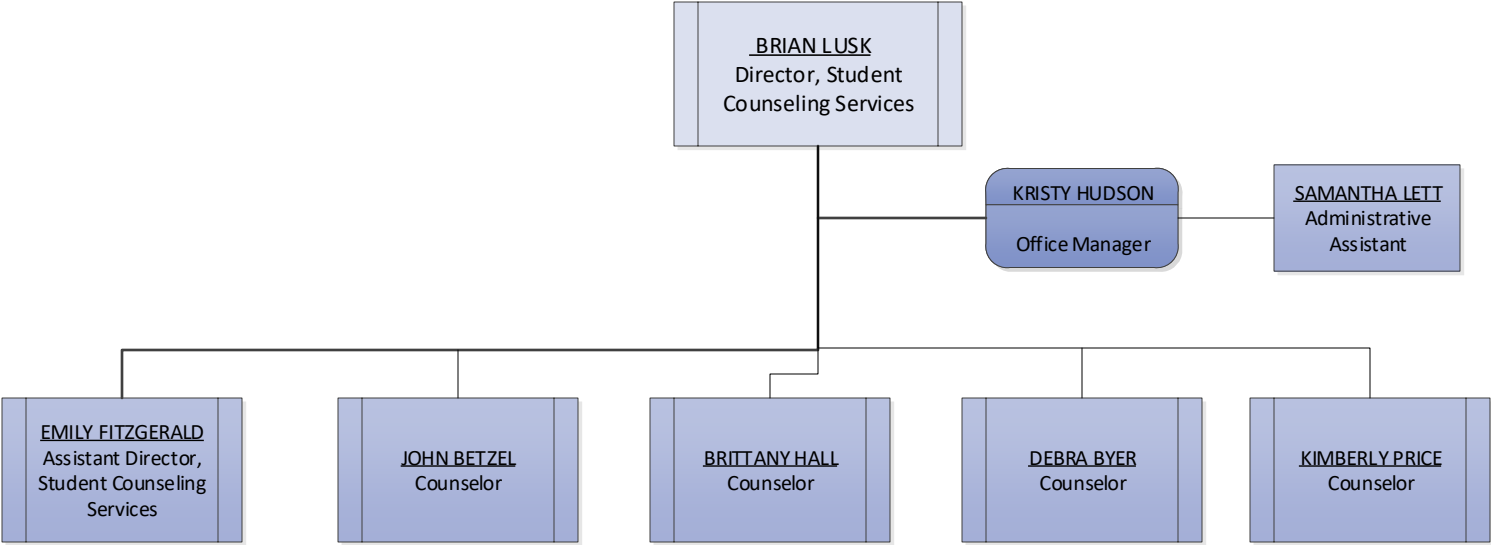 BRIAN LUSK
Director, Student
Counseling Services
KRISTY HUDSON
Office Manager
SAMANTHA LETT
Administrative
Assistant
EMILY FITZGERALD
Assistant Director,
Student Counseling
Services
JOHN BETZEL
Counselor
BRITTANY HALL
Counselor
DEBRA BYER
Counselor
KIMBERLY PRICE
Counselor